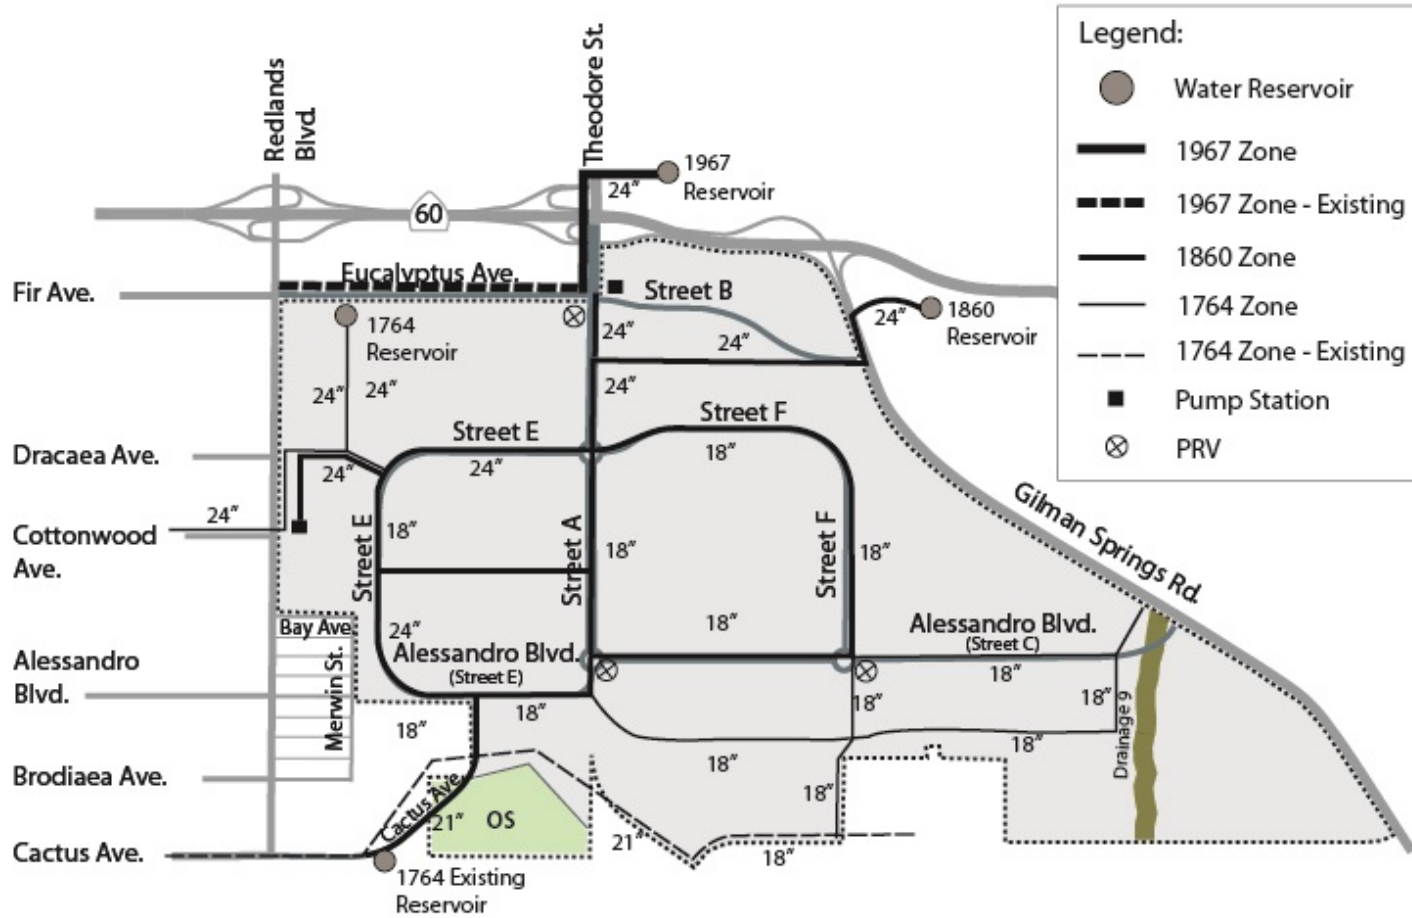 Legend:
Water Reservoir
1967 Zone
1967 Zone - Existing
1860 Zone
1764 Zone
1764 Zone - Existing
Pump Station
PRV
Redlands
Blvd.
Theodore St.
1967
Reservoir
24”
60
Eucalyptus Ave.
Fir Ave.
Street B
1764
Reservoir
24”
24”
24”
1860
Reservoir
24”
24”
24”
24”
Street F
18”
Street E
24”
Dracaea Ave.
24”
24”
Cottonwood
Ave.
Street E
18”
Street A
18”
Street F
18”
Gilman Springs Rd.
Bay Ave
24”
18”
Alessandro Blvd.
(Street C)
Alessandro
Blvd.
Merwin St.
Alessandro Blvd.
(Street E)
18”
18”
18”
18”
18”
18”
18”
18”
Drainage 9
Brodiaea Ave.
18”
Cactus Ave.
21”
OS
21”
18”
Cactus Ave.
1764 Existing
Reservoir